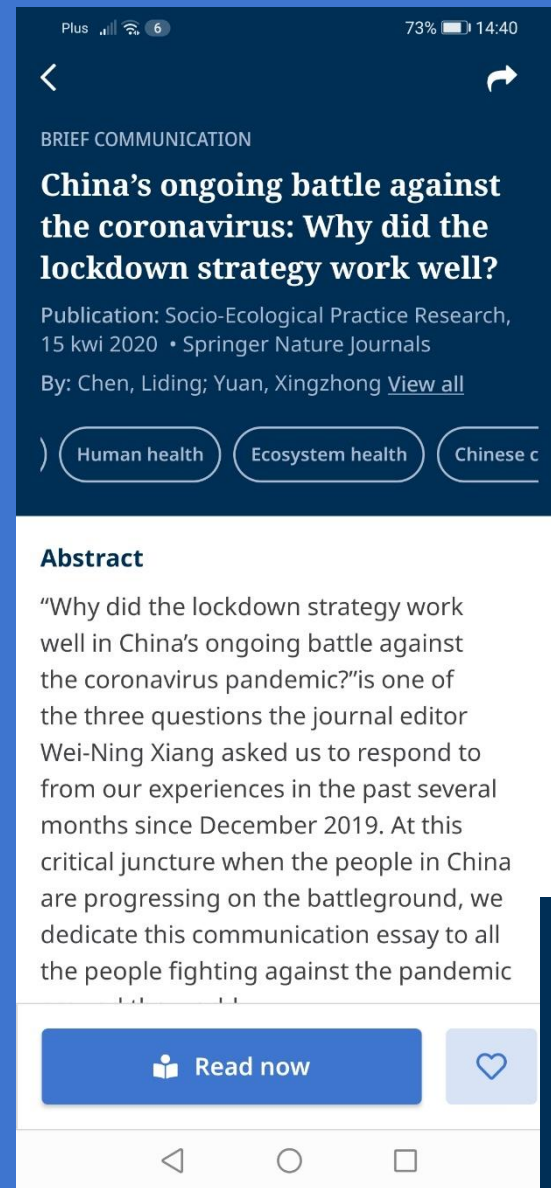 Plus 6 73% 14:40
BRIEF COMMUNICATION
China's ongoing battle against
the coronavirus: Why did the
lockdown strategy work well?
Publication: Socio-Ecological Practice Research,
15 kwi 2020 • Springer Nature Journals
By: Chen, Liding; Yuan, Xingzhong View all
Human health Ecosystem health Chinese c
Abstract
“Why did the lockdown strategy work
well in China's ongoing battle against
the coronavirus pandemic?”is one of
the three questions the journal editor
Wei-Ning Xiang asked us to respond to
from our experiences in the past several
months since December 2019. At this
critical juncture when the people in China
are progressing on the battleground, we
dedicate this communication essay to all
the people fighting against the pandemic
Read now